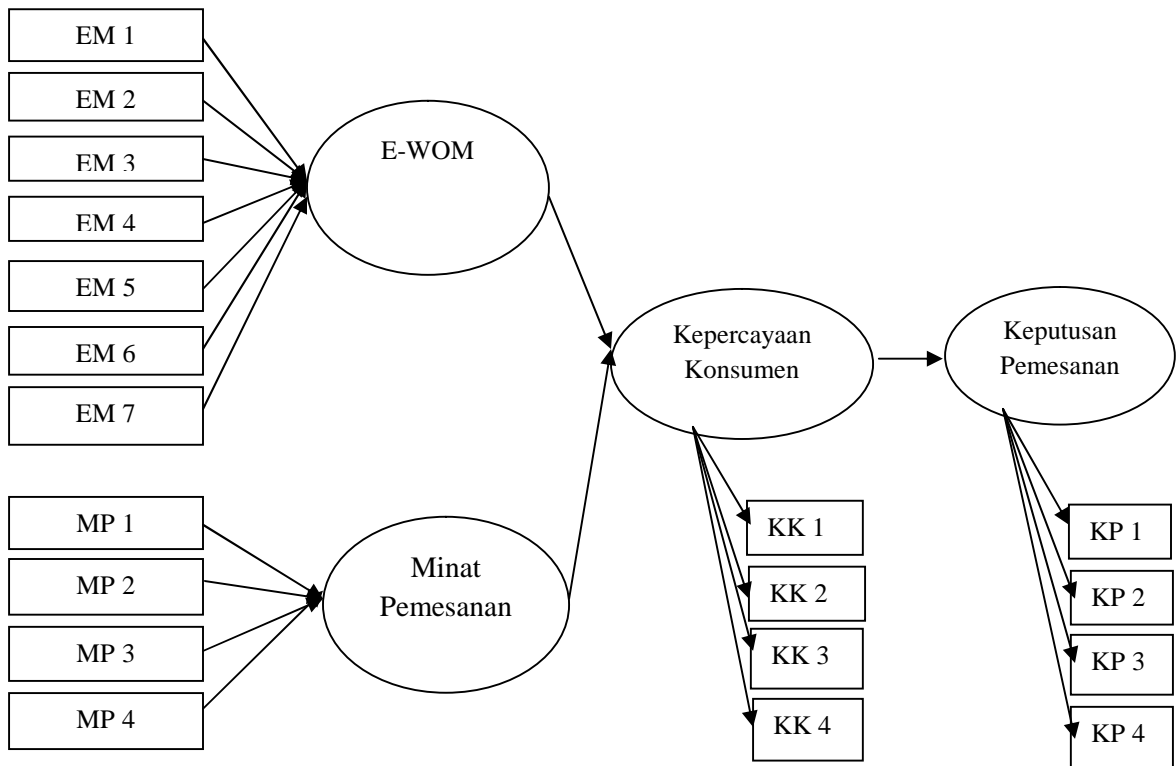 EM 1
EM 2
EM 3
EM 4
EM 5
EM 6
EM 7
E-WOM
MP 1
MP 2
MP 3
MP 4
Minat
Pemesanan
Kepercayaan
Konsumen
KK 1
KK 2
KK 3
KK 4
Keputusan
Pemesanan
KP 1
KP 2
KP 3
KP 4